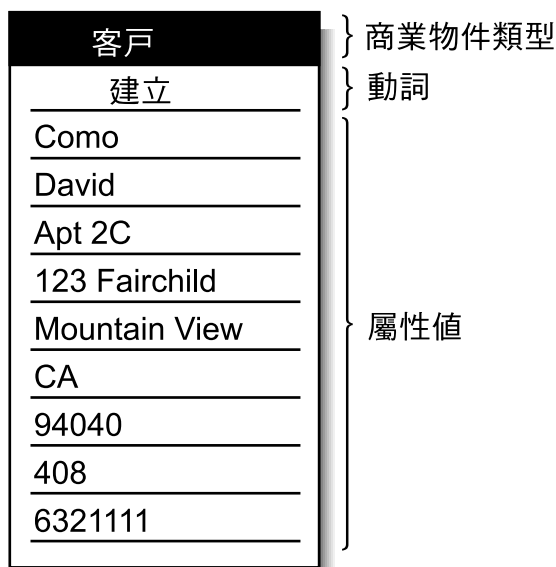 客戶
商業物件類型
建立
動詞
Como
David
Apt 2C
123 Fairchild
Mountain View
屬性值
CA
94040
408
6321111